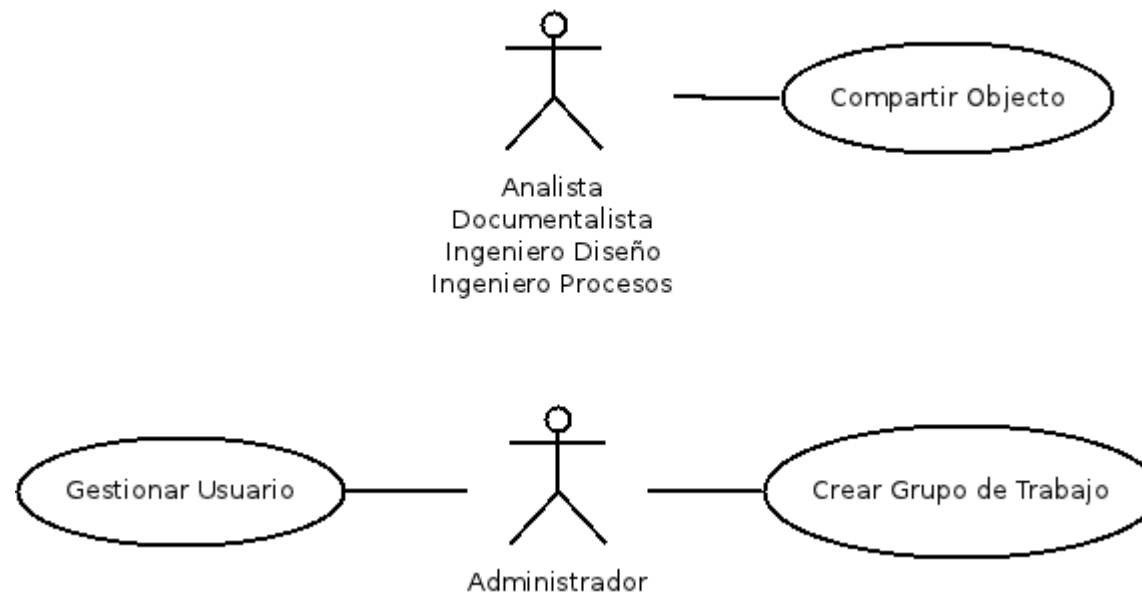 Compartir Objecto
Analista
Documentalista
Ingeniero Diseño
Ingeniero Procesos
Gestionar Usuario
Crear Grupo de Trabajo
Administrador